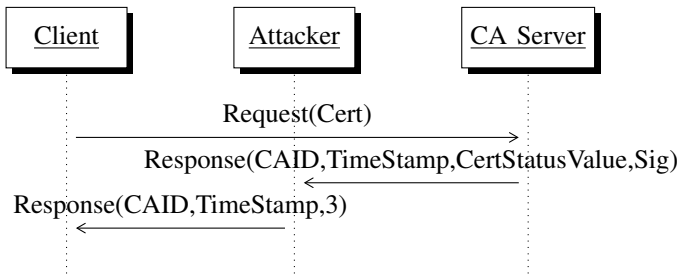 Client Attacker CA Server
Request(Cert)
Response(CAID,TimeStamp,CertStatusValue,Sig)
Response(CAID,TimeStamp,3)